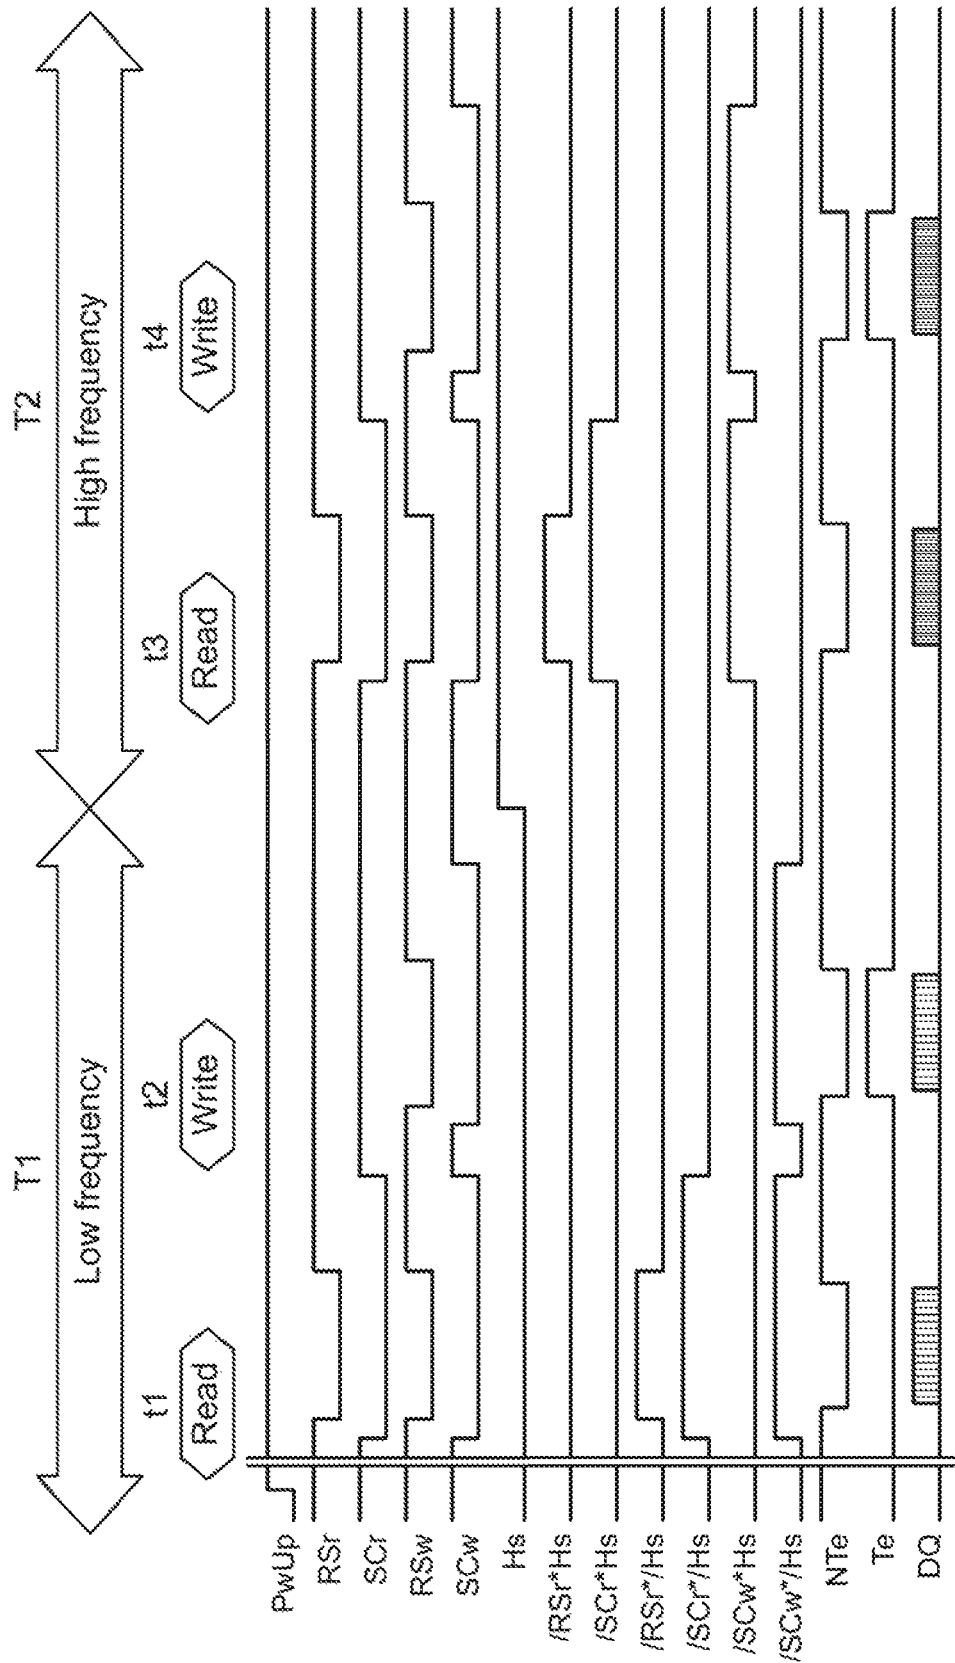 T1
T2
Low frequency
High frequency
t1
t2
t3
t4
Read
Write
Read
Write
PwUp
RSr
SCr
RSw
SCw
Hs
/RSr*Hs
/SCr*Hs
/RSr*/Hs
/SCr*/Hs
/SCw*Hs
/SCw*/Hs
NTe
Te
DQ